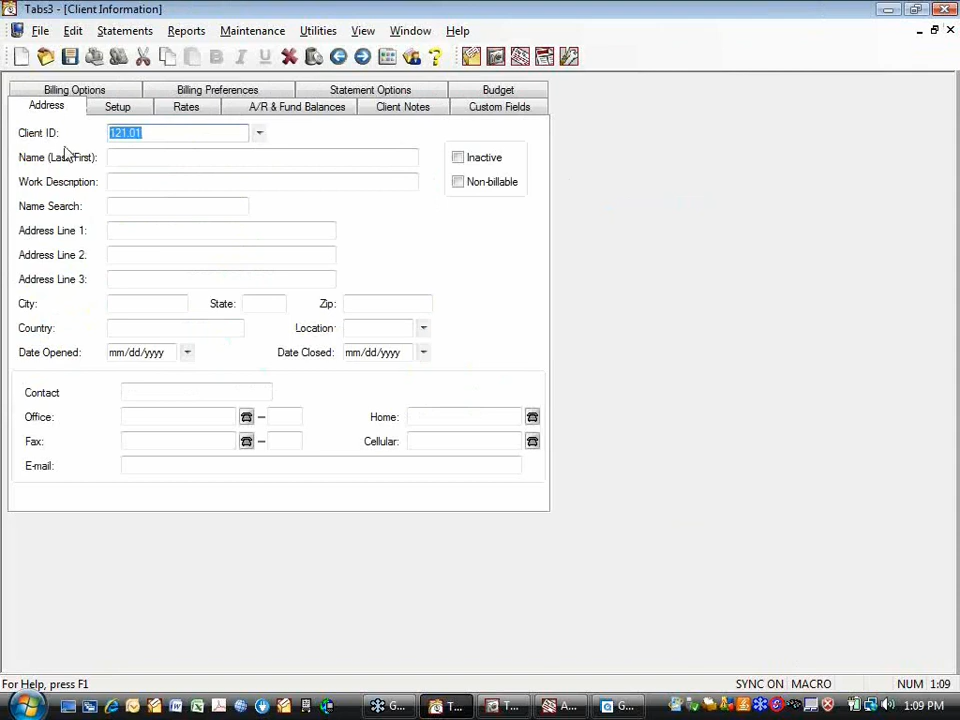 Tabs3 - [Client Information]
File Edit Statements Reports Maintenance Utilities View Window Help
Billing Options Billing Preferences Statement Options Budget
Address Setup Rates A/R & Fund Balances Client Notes Custom Fields
Client ID: 121.01
Name (Last/First): Inactive
Work Description: Non-billable
Name Search:
Address Line 1:
Address Line 2:
Address Line 3:
City: State: Zip:
Country: Location:
Date Opened: mm/dd/yyyy Date Closed: mm/dd/yyyy
Contact
Office: Home:
Fax: Cellular:
E-mail:
For Help, press F1 SYNC ON MACRO NUM 1:09
G... T... T... A... G... 1:09 PM